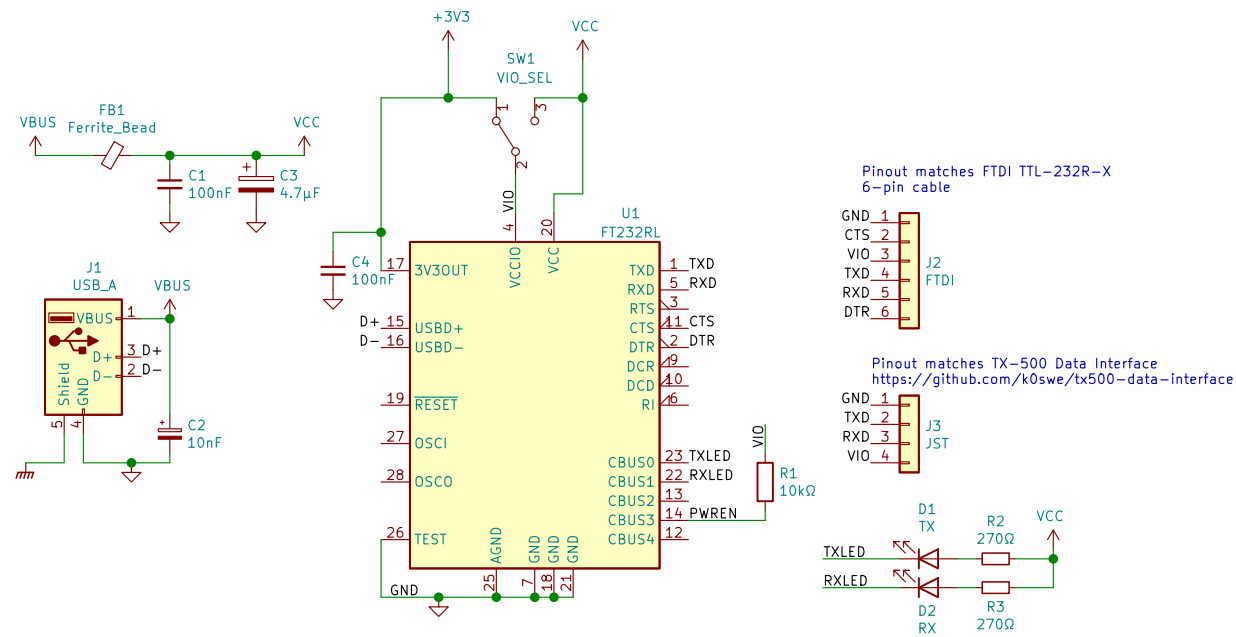 +3V3
VCC
SW1
VIO_SEL
1
3
2
VIO
FB1
Ferrite_Bead
VBUS
VCC
C1
100nF
+
C3
4.7µF
J1
USB_A
VBUS
VBUS
1
D+
3
D+
D-
2
D-
Shield
GND
5
4
+
C2
10nF
C4
100nF
U1
FT232RL
4
20
VCCIO
VCC
17
3V3OUT
D+
15
USBD+
D-
16
USBD-
19
RESET
27
OSCI
28
OSCO
26
TEST
AGND
GND
GND
GND
25
7
18
21
GND
TXD
1
TXD
RXD
5
RXD
RTS
3
CTS
11
CTS
DTR
2
DTR
DCR
9
DCD
10
RI
6
CBUS0
23
TXLED
CBUS1
22
RXLED
CBUS2
13
CBUS3
14
PWREN
CBUS4
12
VIO
R1
10kΩ
Pinout matches FTDI TTL-232R-X
6-pin cable
GND
1
CTS
2
VIO
3
TXD
4
RXD
5
DTR
6
J2
FTDI
Pinout matches TX-500 Data Interface
https://github.com/k0swe/tx500-data-interface
GND
1
TXD
2
RXD
3
VIO
4
J3
JST
D1
TX
R2
270Ω
VCC
TXLED
RXLED
D2
RX
R3
270Ω